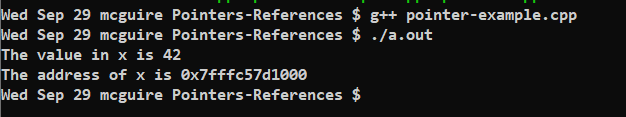 Wed Sep 29 mcguire Pointers-References $ g++ pointer-example.cpp
Wed Sep 29 mcguire Pointers-References $ ./a.out
The value in x is 42
The address of x is 0x7fffc57d1000
Wed Sep 29 mcguire Pointers-References $